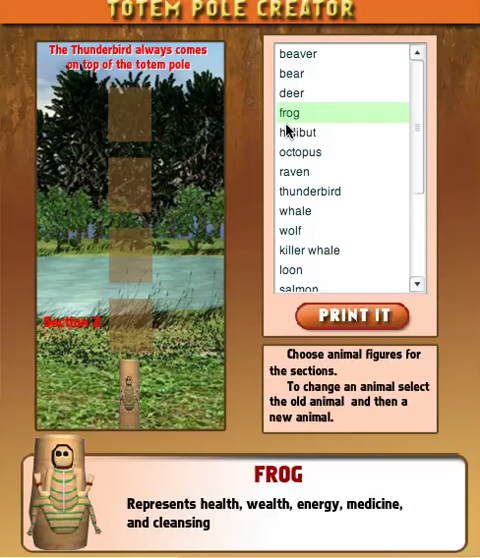 TOTEM POLE CREATOR
The Thunderbird always comes
on top of the totem pole
Section 2
beaver
bear
deer
frog
halibut
octopus
raven
thunderbird
whale
wolf
killer whale
loon
salmon
PRINT IT
Choose animal figures for
the sections.
To change an animal select
the old animal and then a
new animal.
FROG
Represents health, wealth, energy, medicine,
and cleansing